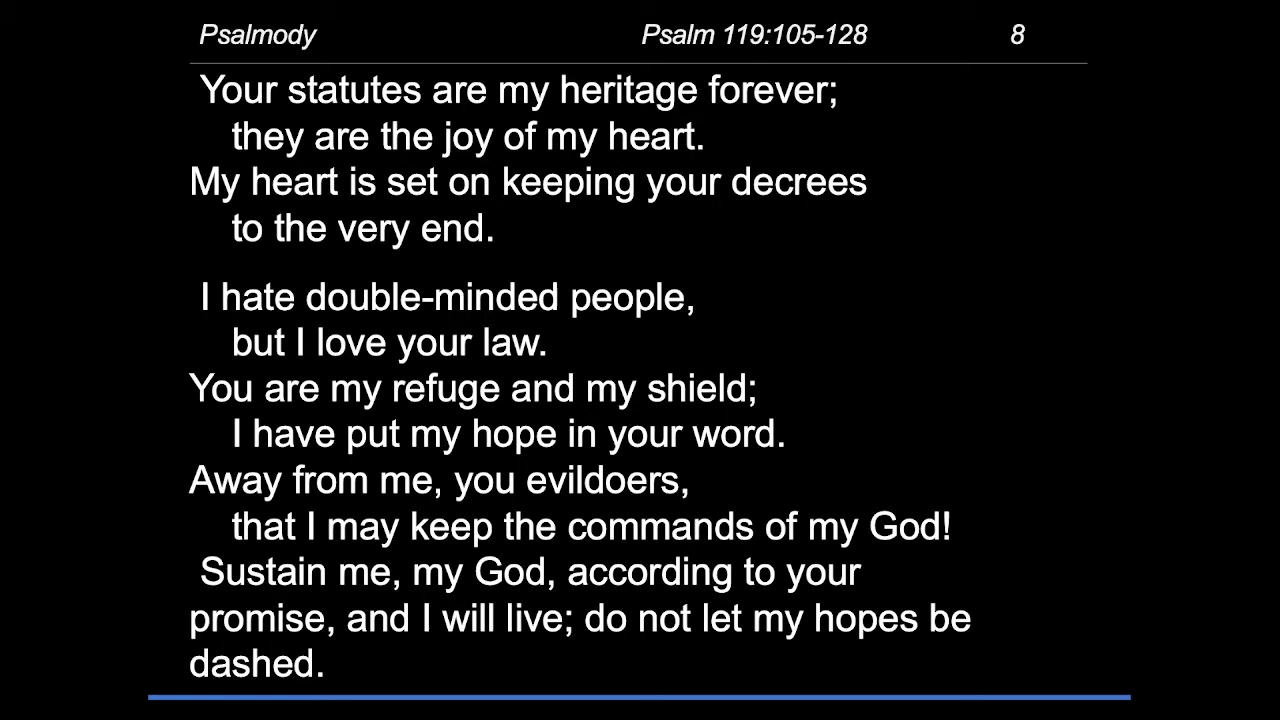 Psalmody Psalm 119:105-128 8
Your statutes are my heritage forever;
they are the joy of my heart.
My heart is set on keeping your decrees
to the very end.
I hate double-minded people,
but I love your law.
You are my refuge and my shield;
I have put my hope in your word.
Away from me, you evildoers,
that I may keep the commands of my God!
Sustain me, my God, according to your
promise, and I will live; do not let my hopes be
dashed.